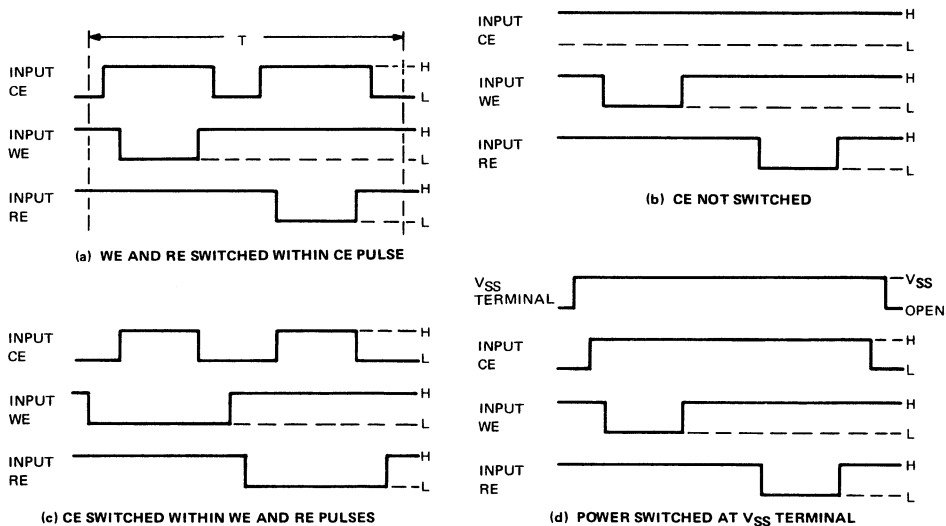 T
INPUT
CE
H
L
INPUT
WE
H
L
INPUT
RE
H
L
(a) WE AND RE SWITCHED WITHIN CE PULSE
INPUT
CE
H
L
INPUT
WE
H
L
INPUT
RE
H
L
(b) CE NOT SWITCHED
INPUT
CE
H
L
INPUT
WE
H
L
INPUT
RE
H
L
(c) CE SWITCHED WITHIN WE AND RE PULSES
VSS
TERMINAL
VSS
OPEN
INPUT
CE
H
L
INPUT
WE
H
L
INPUT
RE
H
L
(d) POWER SWITCHED AT VSS TERMINAL